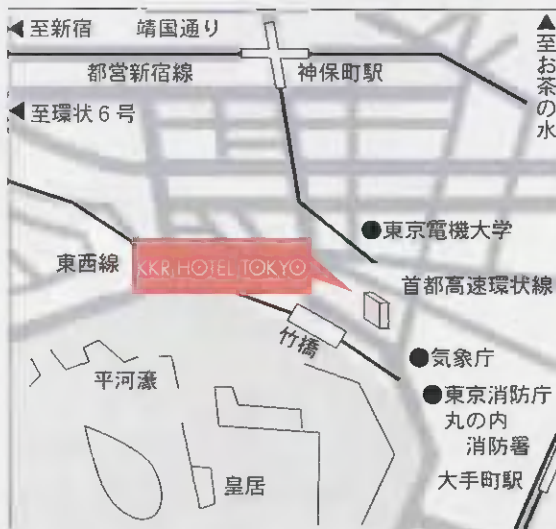 至新宿 靖国通り
至お茶の水
都営新宿線 神保町駅
至環状6号
東京電機大学
東西線
KKR HOTEL TOKYO
首都高速環状線
竹橋
気象庁
平河濠
東京消防庁
丸の内
消防署
大手町駅
皇居